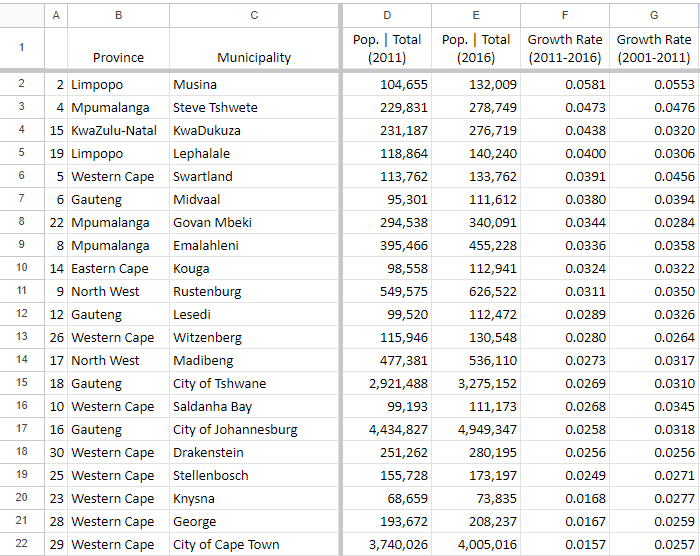 A B C D E F G
1 Province Municipality Pop. | Total (2011) Pop. | Total (2016) Growth Rate (2011-2016) Growth Rate (2001-2011)
2 2 Limpopo Musina 104,655 132,009 0.0581 0.0553
3 4 Mpumalanga Steve Tshwete 229,831 278,749 0.0473 0.0476
4 15 KwaZulu-Natal KwaDukuza 231,187 276,719 0.0438 0.0320
5 19 Limpopo Lephalale 118,864 140,240 0.0400 0.0306
6 5 Western Cape Swartland 113,762 133,762 0.0391 0.0456
7 6 Gauteng Midvaal 95,301 111,612 0.0380 0.0394
8 22 Mpumalanga Govan Mbeki 294,538 340,091 0.0344 0.0284
9 8 Mpumalanga Emalahleni 395,466 455,228 0.0336 0.0358
10 14 Eastern Cape Kouga 98,558 112,941 0.0324 0.0322
11 9 North West Rustenburg 549,575 626,522 0.0311 0.0350
12 12 Gauteng Lesedi 99,520 112,472 0.0289 0.0326
13 26 Western Cape Witzenberg 115,946 130,548 0.0280 0.0264
14 17 North West Madibeng 477,381 536,110 0.0273 0.0317
15 18 Gauteng City of Tshwane 2,921,488 3,275,152 0.0269 0.0310
16 10 Western Cape Saldanha Bay 99,193 111,173 0.0268 0.0345
17 16 Gauteng City of Johannesburg 4,434,827 4,949,347 0.0258 0.0318
18 30 Western Cape Drakenstein 251,262 280,195 0.0256 0.0256
19 25 Western Cape Stellenbosch 155,728 173,197 0.0249 0.0271
20 23 Western Cape Knysna 68,659 73,835 0.0168 0.0277
21 28 Western Cape George 193,672 208,237 0.0167 0.0259
22 29 Western Cape City of Cape Town 3,740,026 4,005,016 0.0157 0.0257